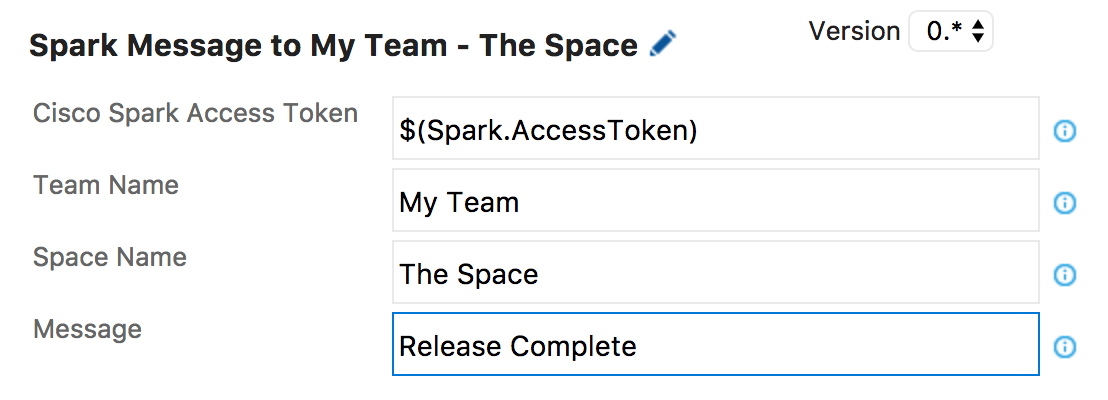 Spark Message to My Team - The Space
Version 0.*
Cisco Spark Access Token
$(Spark.AccessToken)
Team Name
My Team
Space Name
The Space
Message
Release Complete